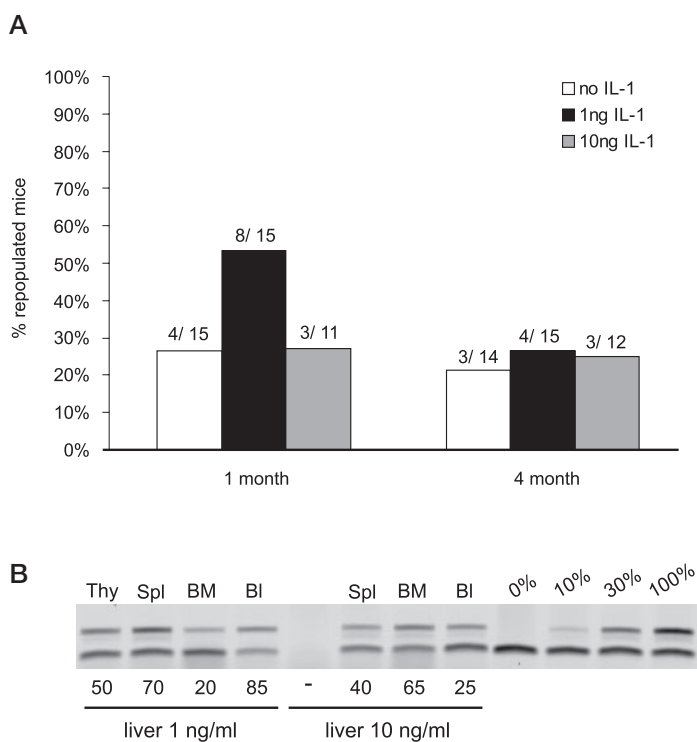 A
100%
90%
80%
70%
60%
50%
40%
30%
20%
10%
0%
% repopulated mice
no IL-1
1ng IL-1
10ng IL-1
4/ 15
8/ 15
3/ 11
3/ 14
4/ 15
3/ 12
1 month
4 month
B
Thy Spl BM Bl Spl BM Bl 0% 10% 30% 100%
50 70 20 85 - 40 65 25
liver 1 ng/ml liver 10 ng/ml